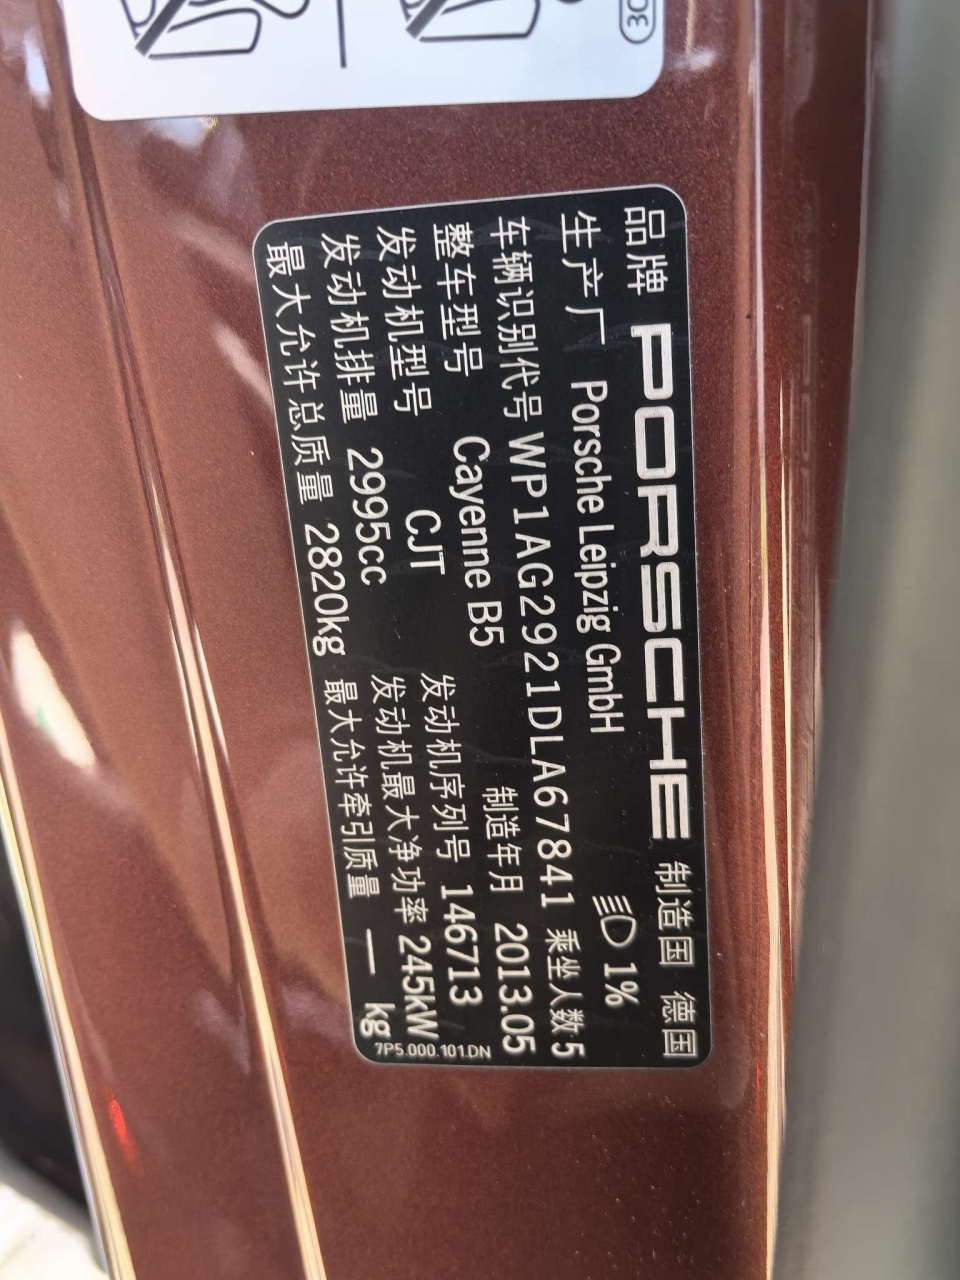 品牌 PORSCHE 制造国 德国
生产厂 Porsche Leipzig GmbH 1%
车辆识别代号 WP1AG2921DLA67841 乘坐人数 5
整车型号 Cayenne B5 制造年月 2013.05
发动机型号 CJT 发动机序列号 146713
发动机排量 2995cc 发动机最大净功率 245kW
最大允许总质量 2820kg 最大允许牵引质量 — kg
7P5.000.101.DN